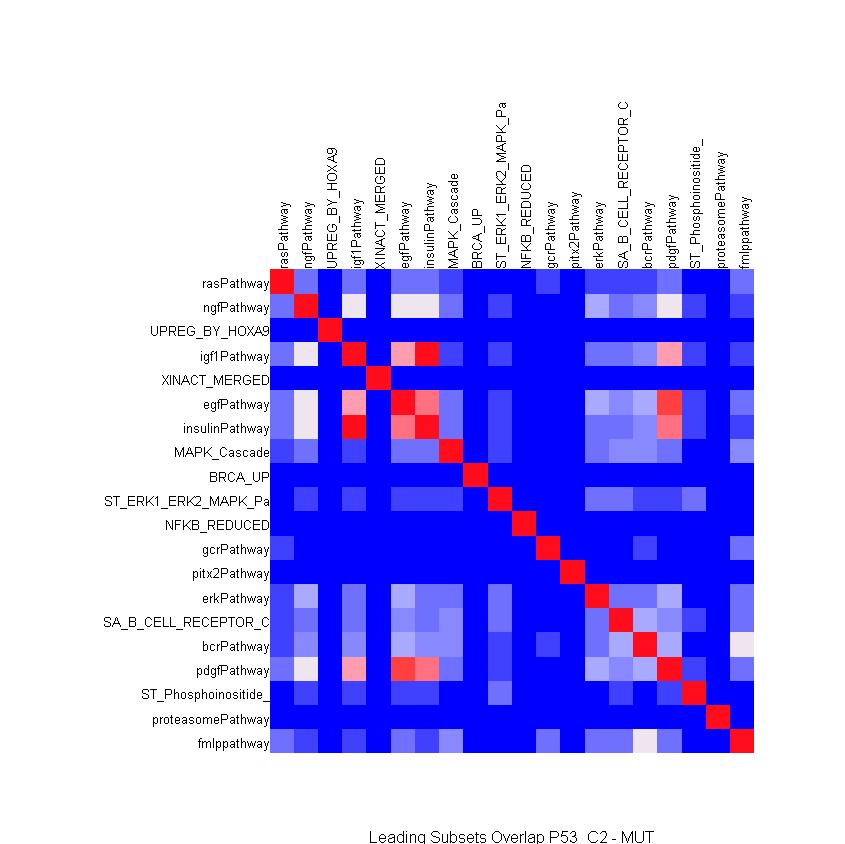 rasPathway
ngfPathway
UPREG_BY_HOXA9
igf1Pathway
XINACT_MERGED
egfPathway
insulinPathway
MAPK_Cascade
BRCA_UP
ST_ERK1_ERK2_MAPK_Pa
NFKB_REDUCED
gcrPathway
pitx2Pathway
erkPathway
SA_B_CELL_RECEPTOR_C
bcrPathway
pdgfPathway
ST_Phosphoinositide_
proteasomePathway
fmlppathway
rasPathway
ngfPathway
UPREG_BY_HOXA9
igf1Pathway
XINACT_MERGED
egfPathway
insulinPathway
MAPK_Cascade
BRCA_UP
ST_ERK1_ERK2_MAPK_Pa
NFKB_REDUCED
gcrPathway
pitx2Pathway
erkPathway
SA_B_CELL_RECEPTOR_C
bcrPathway
pdgfPathway
ST_Phosphoinositide_
proteasomePathway
fmlppathway
Leading Subsets Overlap P53_C2 - MUT